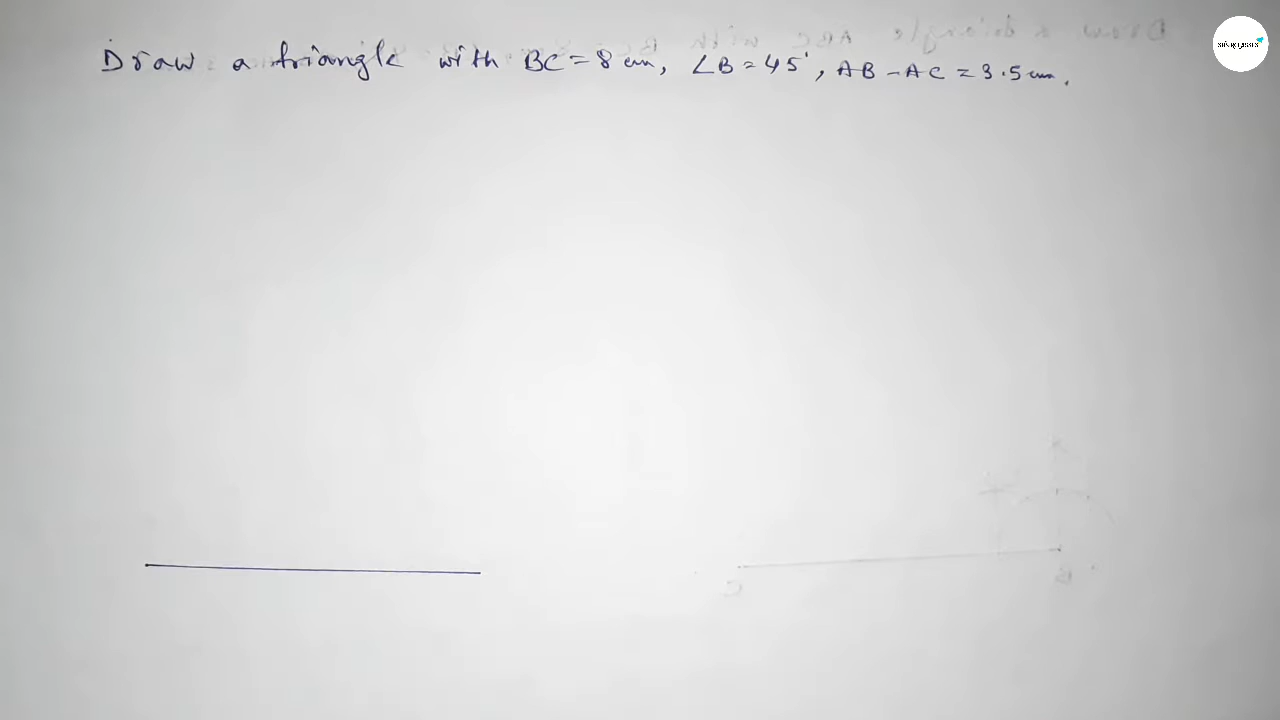 Draw a triangle with BC = 8 cm, ∠B = 45°, AB - AC = 3.5 cm.
C
B